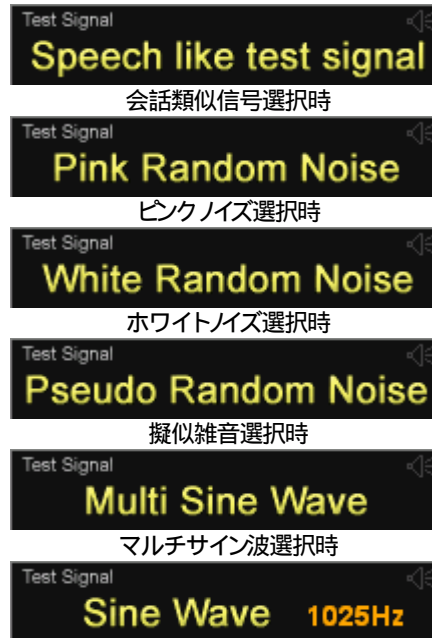 Test Signal
Speech like test signal
会話類似信号選択時
Test Signal
Pink Random Noise
ピンクノイズ選択時
Test Signal
White Random Noise
ホワイトノイズ選択時
Test Signal
Pseudo Random Noise
擬似雑音選択時
Test Signal
Multi Sine Wave
マルチサイン波選択時
Test Signal
Sine Wave 1025Hz